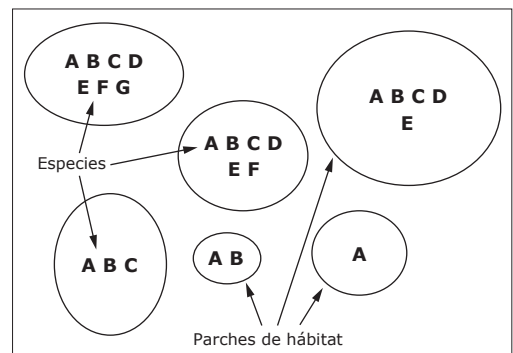 A B C D
E F G
A B C D
E
A B C D
E F
Especies
A B C
A B
A
Parches de hábitat